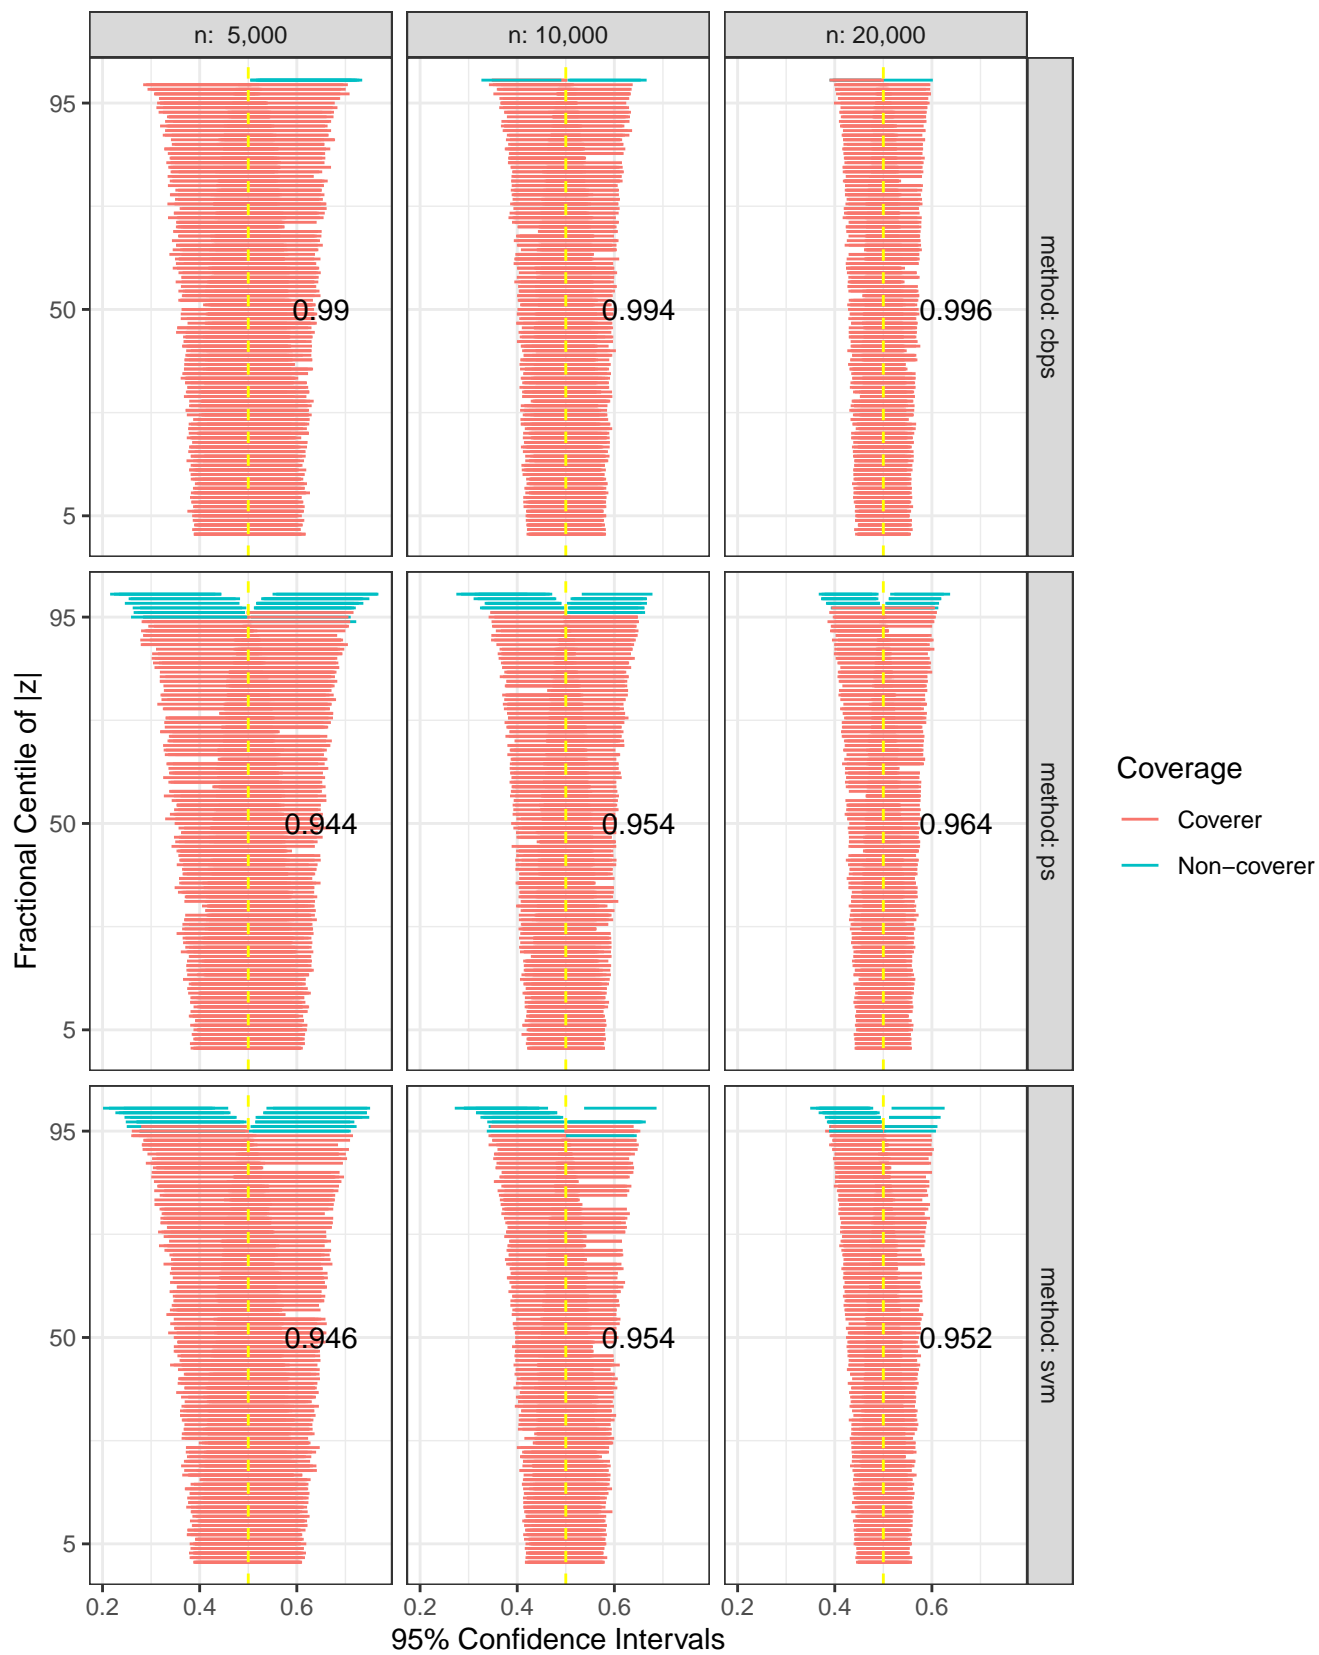 n: 5,000
n: 10,000
n: 20,000
95
50
5
0.99
0.994
0.996
method: cbps
95
50
5
0.944
0.954
0.964
method: ps
95
50
5
0.946
0.954
0.952
method: svm
Fractional Centile of |z|
0.2 0.4 0.6
0.2 0.4 0.6
0.2 0.4 0.6
95% Confidence Intervals
Coverage
Coverer
Non−coverer